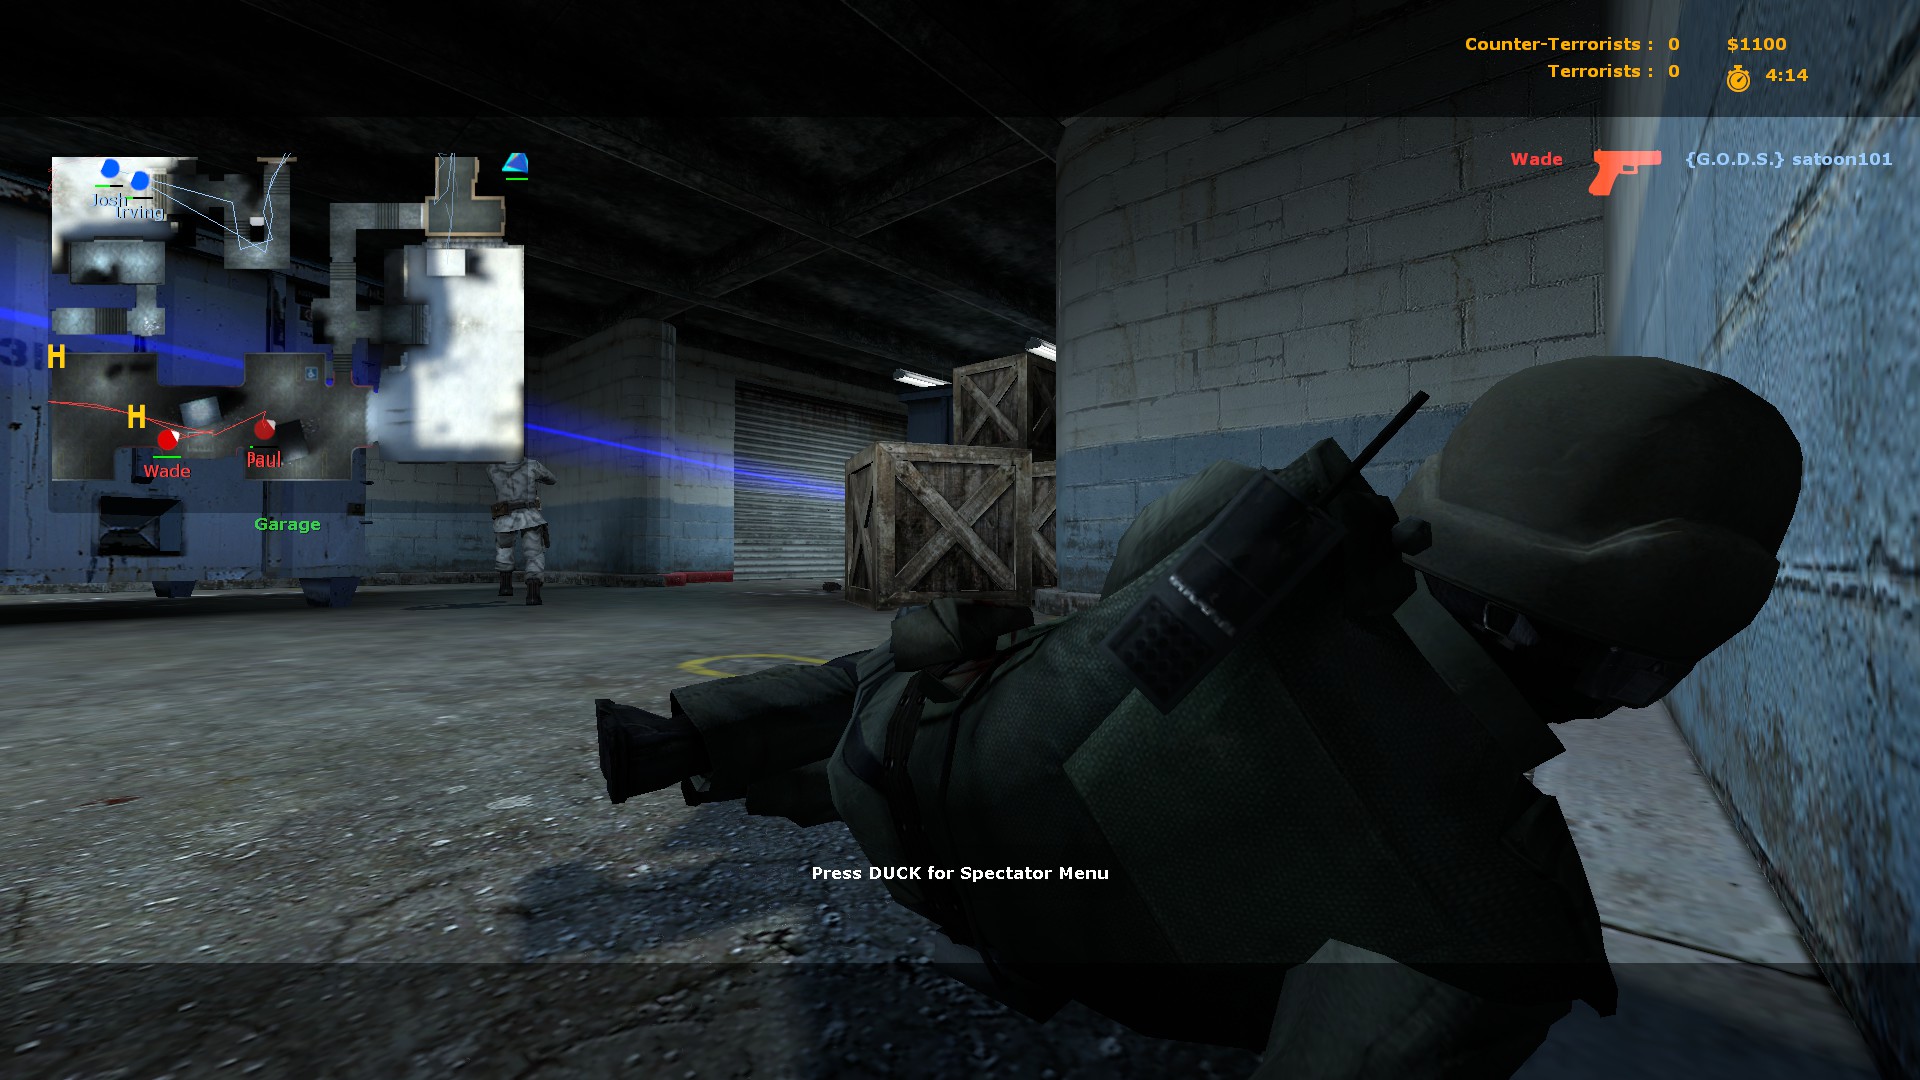 Counter-Terrorists : 0 $1100
Terrorists : 0 4:14
Wade {G.O.D.S.} satoon101
Josh
Irving
H
H
Wade
Paul
Garage
Press DUCK for Spectator Menu